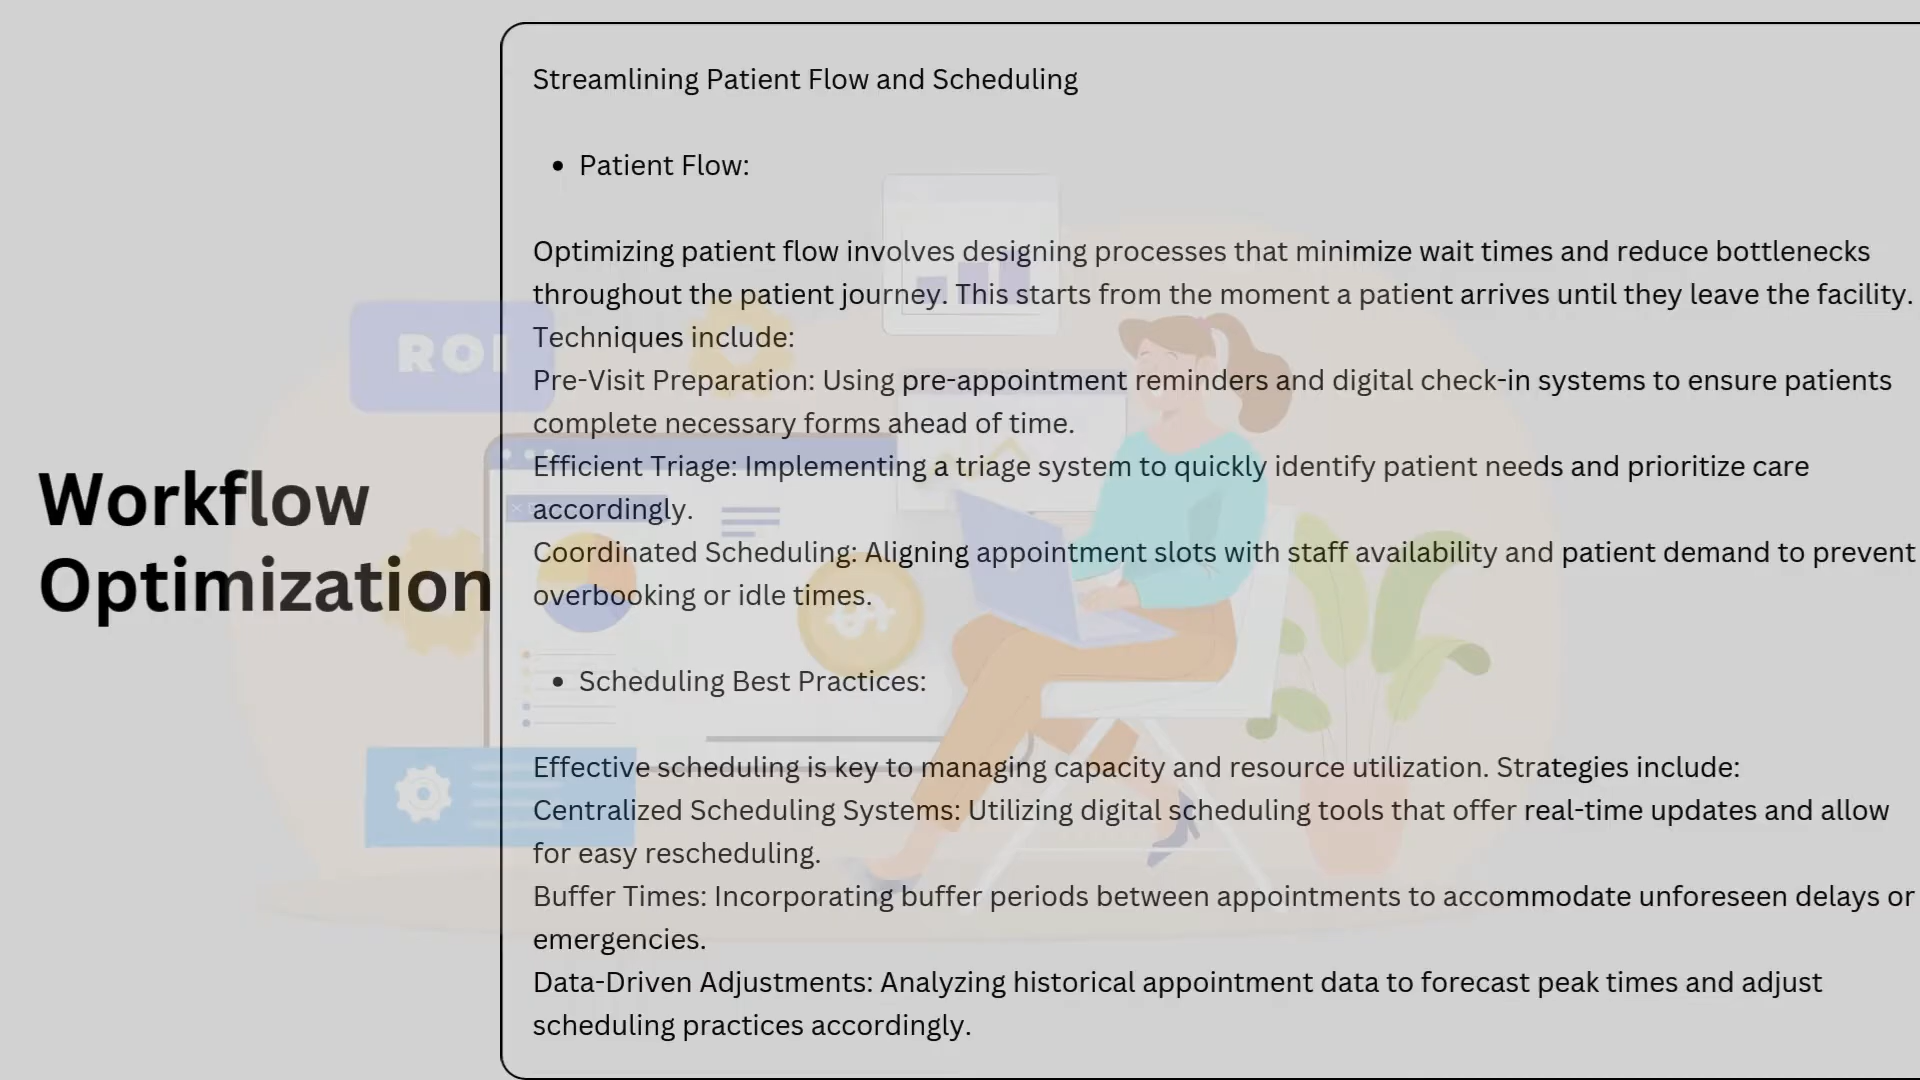 Workflow
Optimization
Streamlining Patient Flow and Scheduling
• Patient Flow:
Optimizing patient flow involves designing processes that minimize wait times and reduce bottlenecks
throughout the patient journey. This starts from the moment a patient arrives until they leave the facility.
Techniques include:
Pre-Visit Preparation: Using pre-appointment reminders and digital check-in systems to ensure patients
complete necessary forms ahead of time.
Efficient Triage: Implementing a triage system to quickly identify patient needs and prioritize care
accordingly.
Coordinated Scheduling: Aligning appointment slots with staff availability and patient demand to prevent
overbooking or idle times.
• Scheduling Best Practices:
Effective scheduling is key to managing capacity and resource utilization. Strategies include:
Centralized Scheduling Systems: Utilizing digital scheduling tools that offer real-time updates and allow
for easy rescheduling.
Buffer Times: Incorporating buffer periods between appointments to accommodate unforeseen delays or
emergencies.
Data-Driven Adjustments: Analyzing historical appointment data to forecast peak times and adjust
scheduling practices accordingly.
ROI